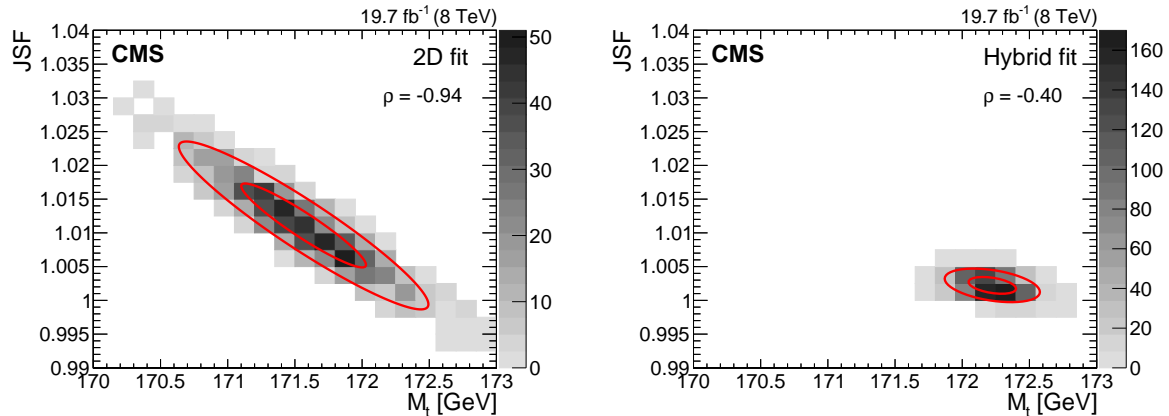 19.7 fb⁻¹ (8 TeV)
JSF
1.04
1.035
1.03
1.025
1.02
1.015
1.01
1.005
1
0.995
0.99
CMS
2D fit
ρ = -0.94
50
40
30
20
10
0
170 170.5 171 171.5 172 172.5 173
M_t [GeV]
19.7 fb⁻¹ (8 TeV)
JSF
1.04
1.035
1.03
1.025
1.02
1.015
1.01
1.005
1
0.995
0.99
CMS
Hybrid fit
ρ = -0.40
160
140
120
100
80
60
40
20
0
170 170.5 171 171.5 172 172.5 173
M_t [GeV]